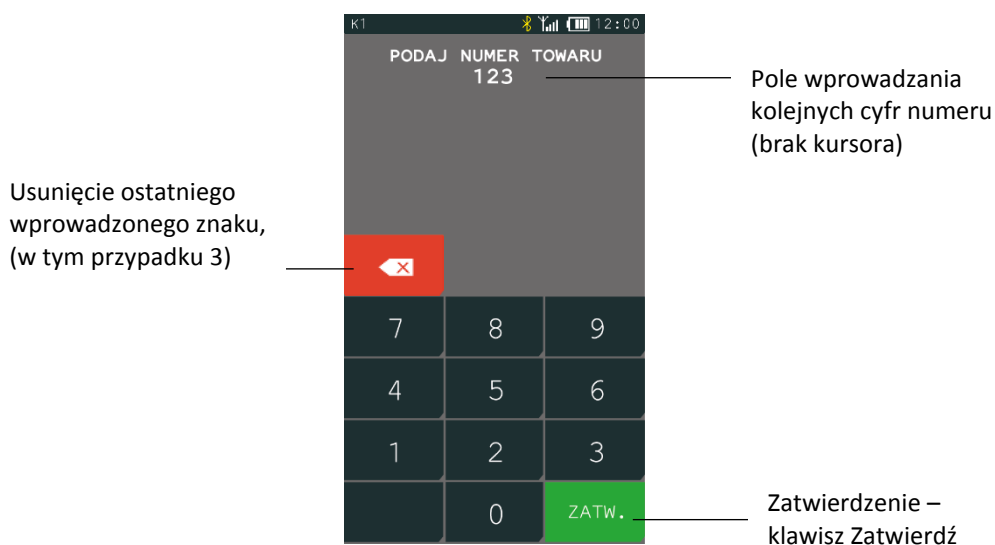 K1 12:00
PODAJ NUMER TOWARU
123
Pole wprowadzania
kolejnych cyfr numeru
(brak kursora)
Usunięcie ostatniego
wprowadzonego znaku,
(w tym przypadku 3)
7 8 9
4 5 6
1 2 3
0 ZATW.
Zatwierdzenie –
klawisz Zatwierdź